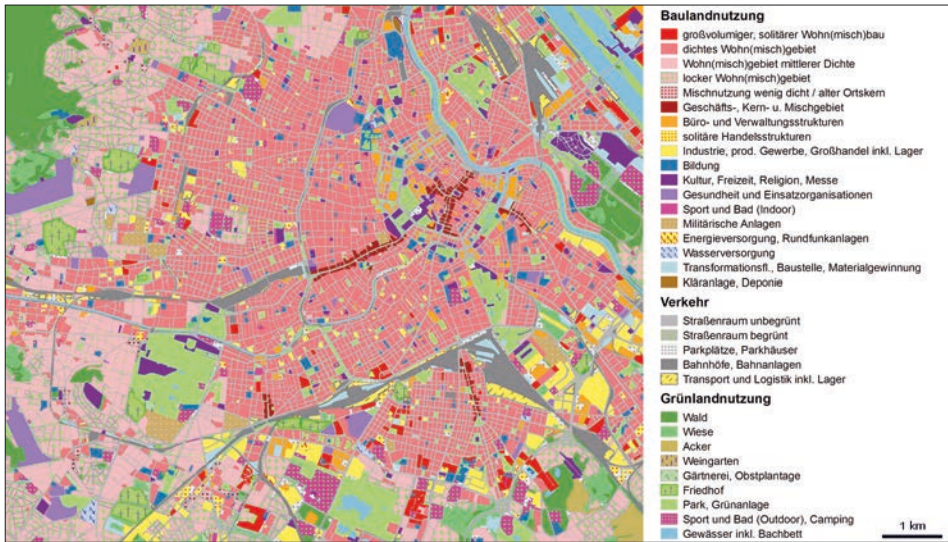 Baulandnutzung
großvolumiger, solitärer Wohn(misch)bau
dichtes Wohn(misch)gebiet
Wohn(misch)gebiet mittlerer Dichte
locker Wohn(misch)gebiet
Mischnutzung wenig dicht / alter Ortskern
Geschäfts-, Kern- u. Mischgebiet
Büro- und Verwaltungsstrukturen
solitäre Handelsstrukturen
Industrie, prod. Gewerbe, Großhandel inkl. Lager
Bildung
Kultur, Freizeit, Religion, Messe
Gesundheit und Einsatzorganisationen
Sport und Bad (Indoor)
Militärische Anlagen
Energieversorgung, Rundfunkanlagen
Wasserversorgung
Transformationsfl., Baustelle, Materialgewinnung
Kläranlage, Deponie
Verkehr
Straßenraum unbegrünt
Straßenraum begrünt
Parkplätze, Parkhäuser
Bahnhöfe, Bahnanlagen
Transport und Logistik inkl. Lager
Grünlandnutzung
Wald
Wiese
Acker
Weingarten
Gärtnerei, Obstplantage
Friedhof
Park, Grünanlage
Sport und Bad (Outdoor), Camping
Gewässer inkl. Bachbett
1 km